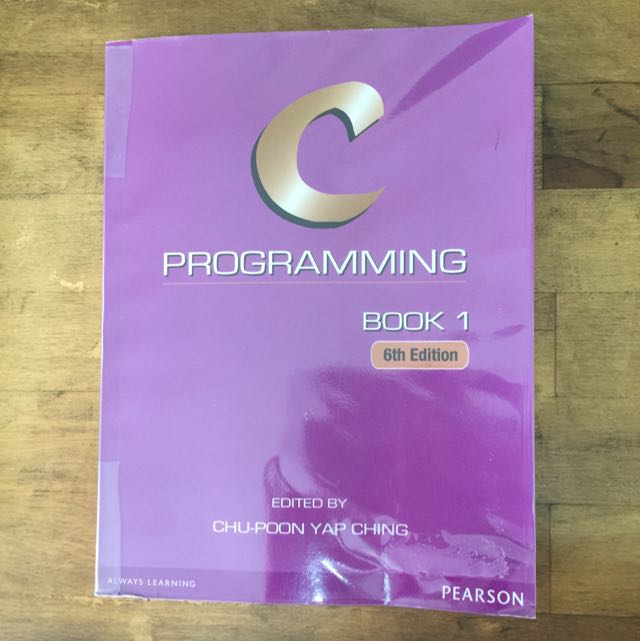 C
PROGRAMMING
BOOK 1
6th Edition
EDITED BY
CHU-POON YAP CHING
ALWAYS LEARNING
PEARSON